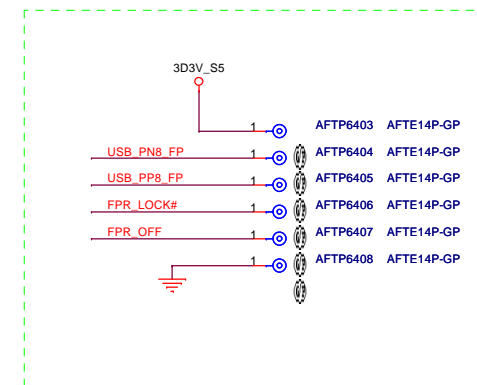 3D3V_S5
1 AFTP6403 AFTE14P-GP
USB_PN8_FP 1 AFTP6404 AFTE14P-GP
USB_PP8_FP 1 AFTP6405 AFTE14P-GP
FPR_LOCK# 1 AFTP6406 AFTE14P-GP
FPR_OFF 1 AFTP6407 AFTE14P-GP
1 AFTP6408 AFTE14P-GP